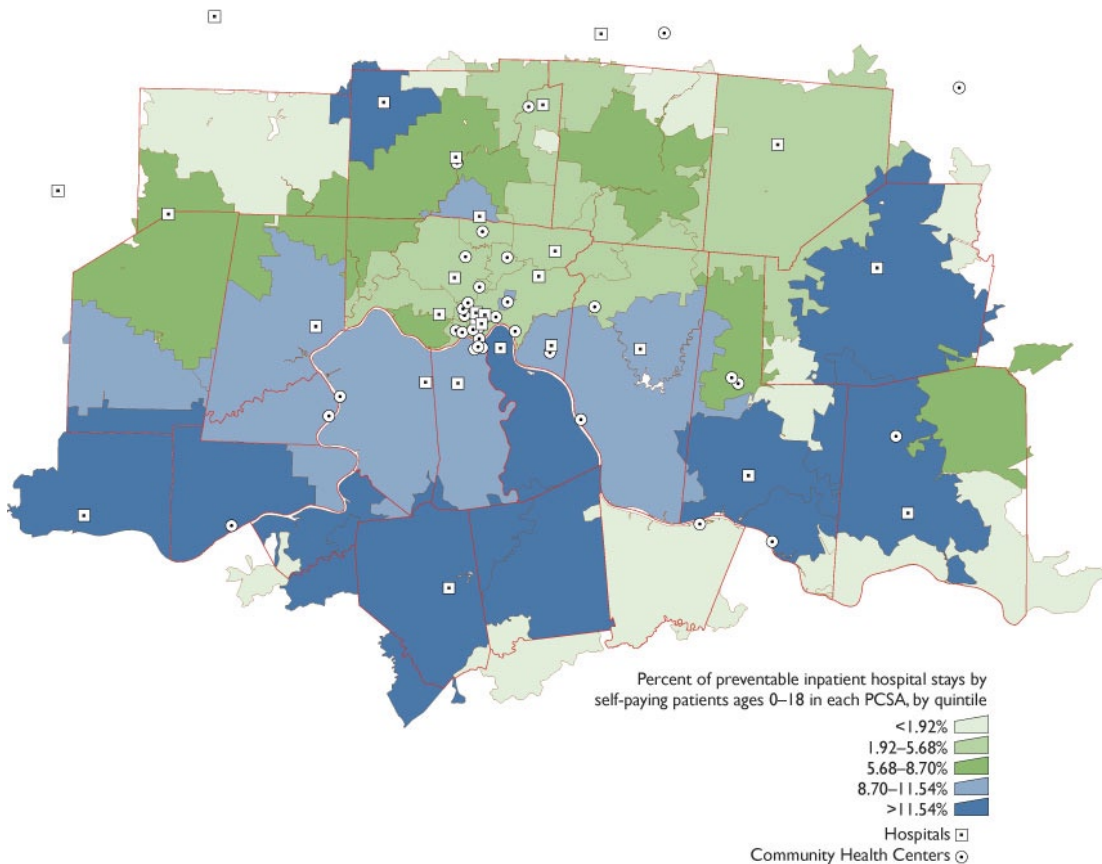 Percent of preventable inpatient hospital stays by
self-paying patients ages 0–18 in each PCSA, by quintile
<1.92%
1.92–5.68%
5.68–8.70%
8.70–11.54%
>11.54%
Hospitals
Community Health Centers